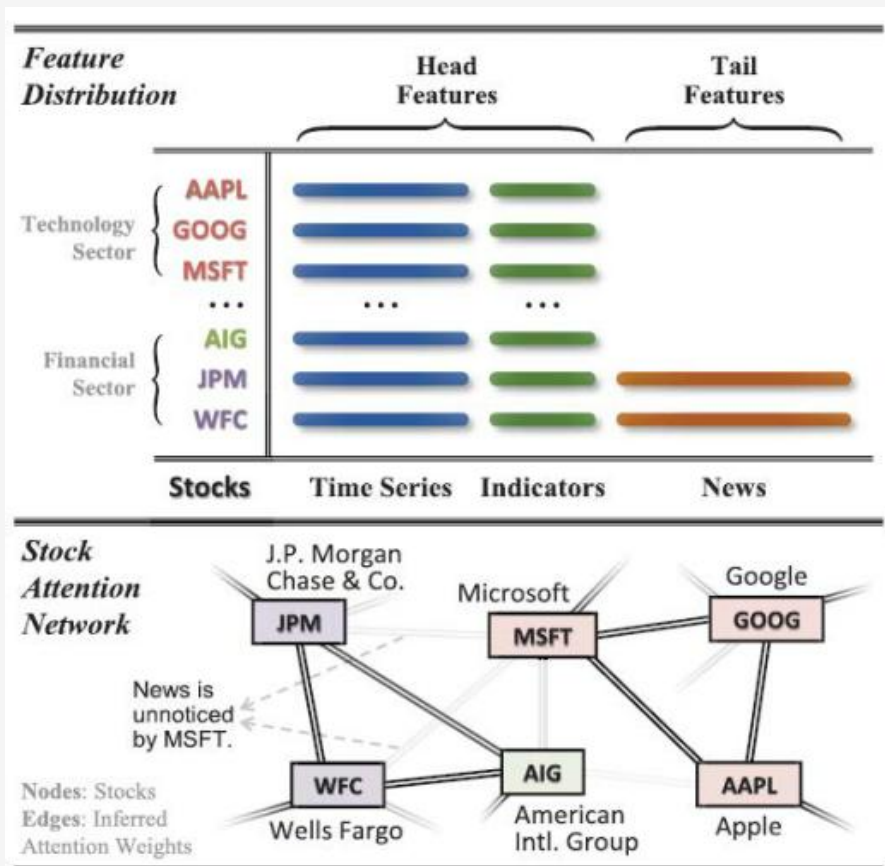 Feature
Distribution
Head
Features
Tail
Features
Technology
Sector
AAPL
GOOG
MSFT
...
...
...
Financial
Sector
AIG
JPM
WFC
Stocks
Time Series
Indicators
News
Stock
Attention
Network
J.P. Morgan
Chase & Co.
JPM
Microsoft
MSFT
Google
GOOG
News is
unnoticed
by MSFT.
WFC
Wells Fargo
AIG
American
Intl. Group
AAPL
Apple
Nodes: Stocks
Edges: Inferred
Attention Weights